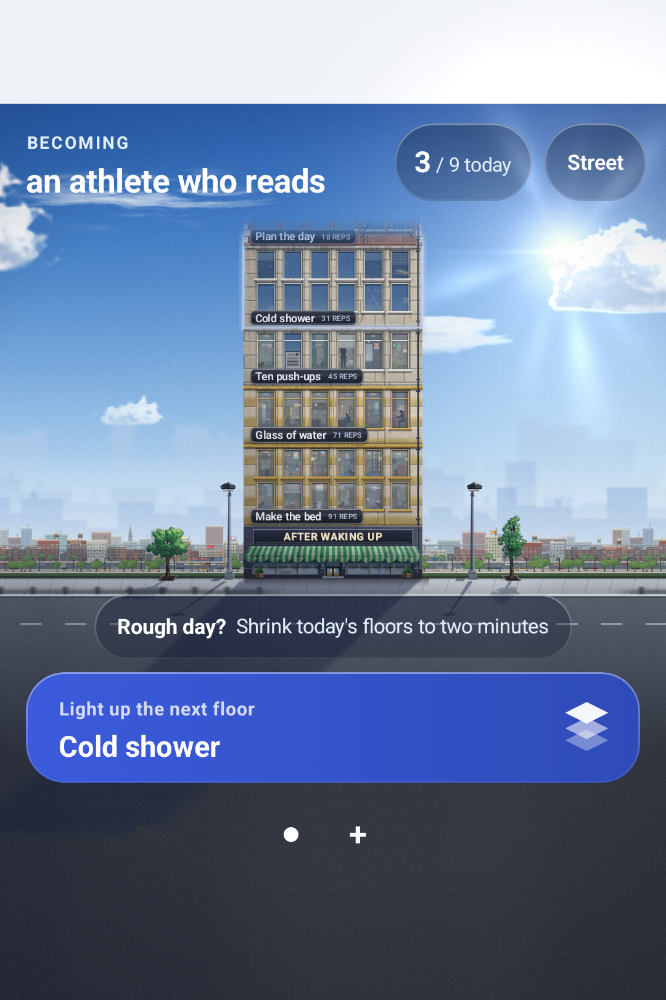 BECOMING
an athlete who reads
3 / 9 today
Street
Plan the day 18 REPS
Cold shower 31 REPS
Ten push-ups 45 REPS
Glass of water 71 REPS
Make the bed 91 REPS
AFTER WAKING UP
Rough day? Shrink today's floors to two minutes
Light up the next floor
Cold shower